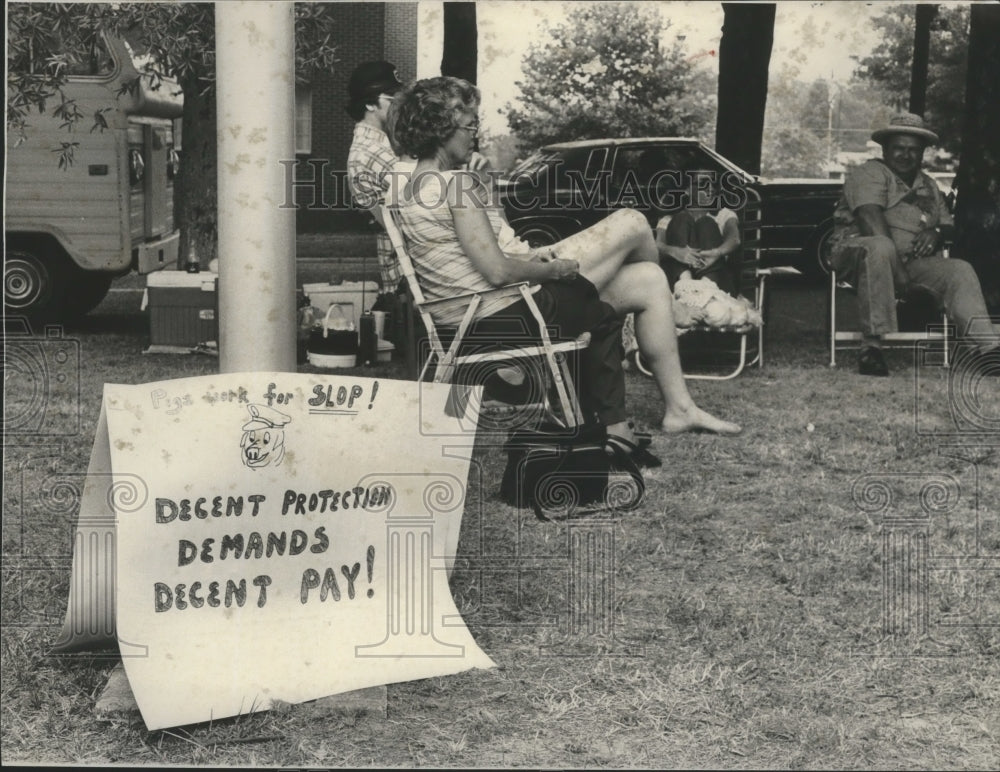 Pigs work for SLOP!
DECENT PROTECTION
DEMANDS
DECENT PAY!
HISTORIC IMAGES